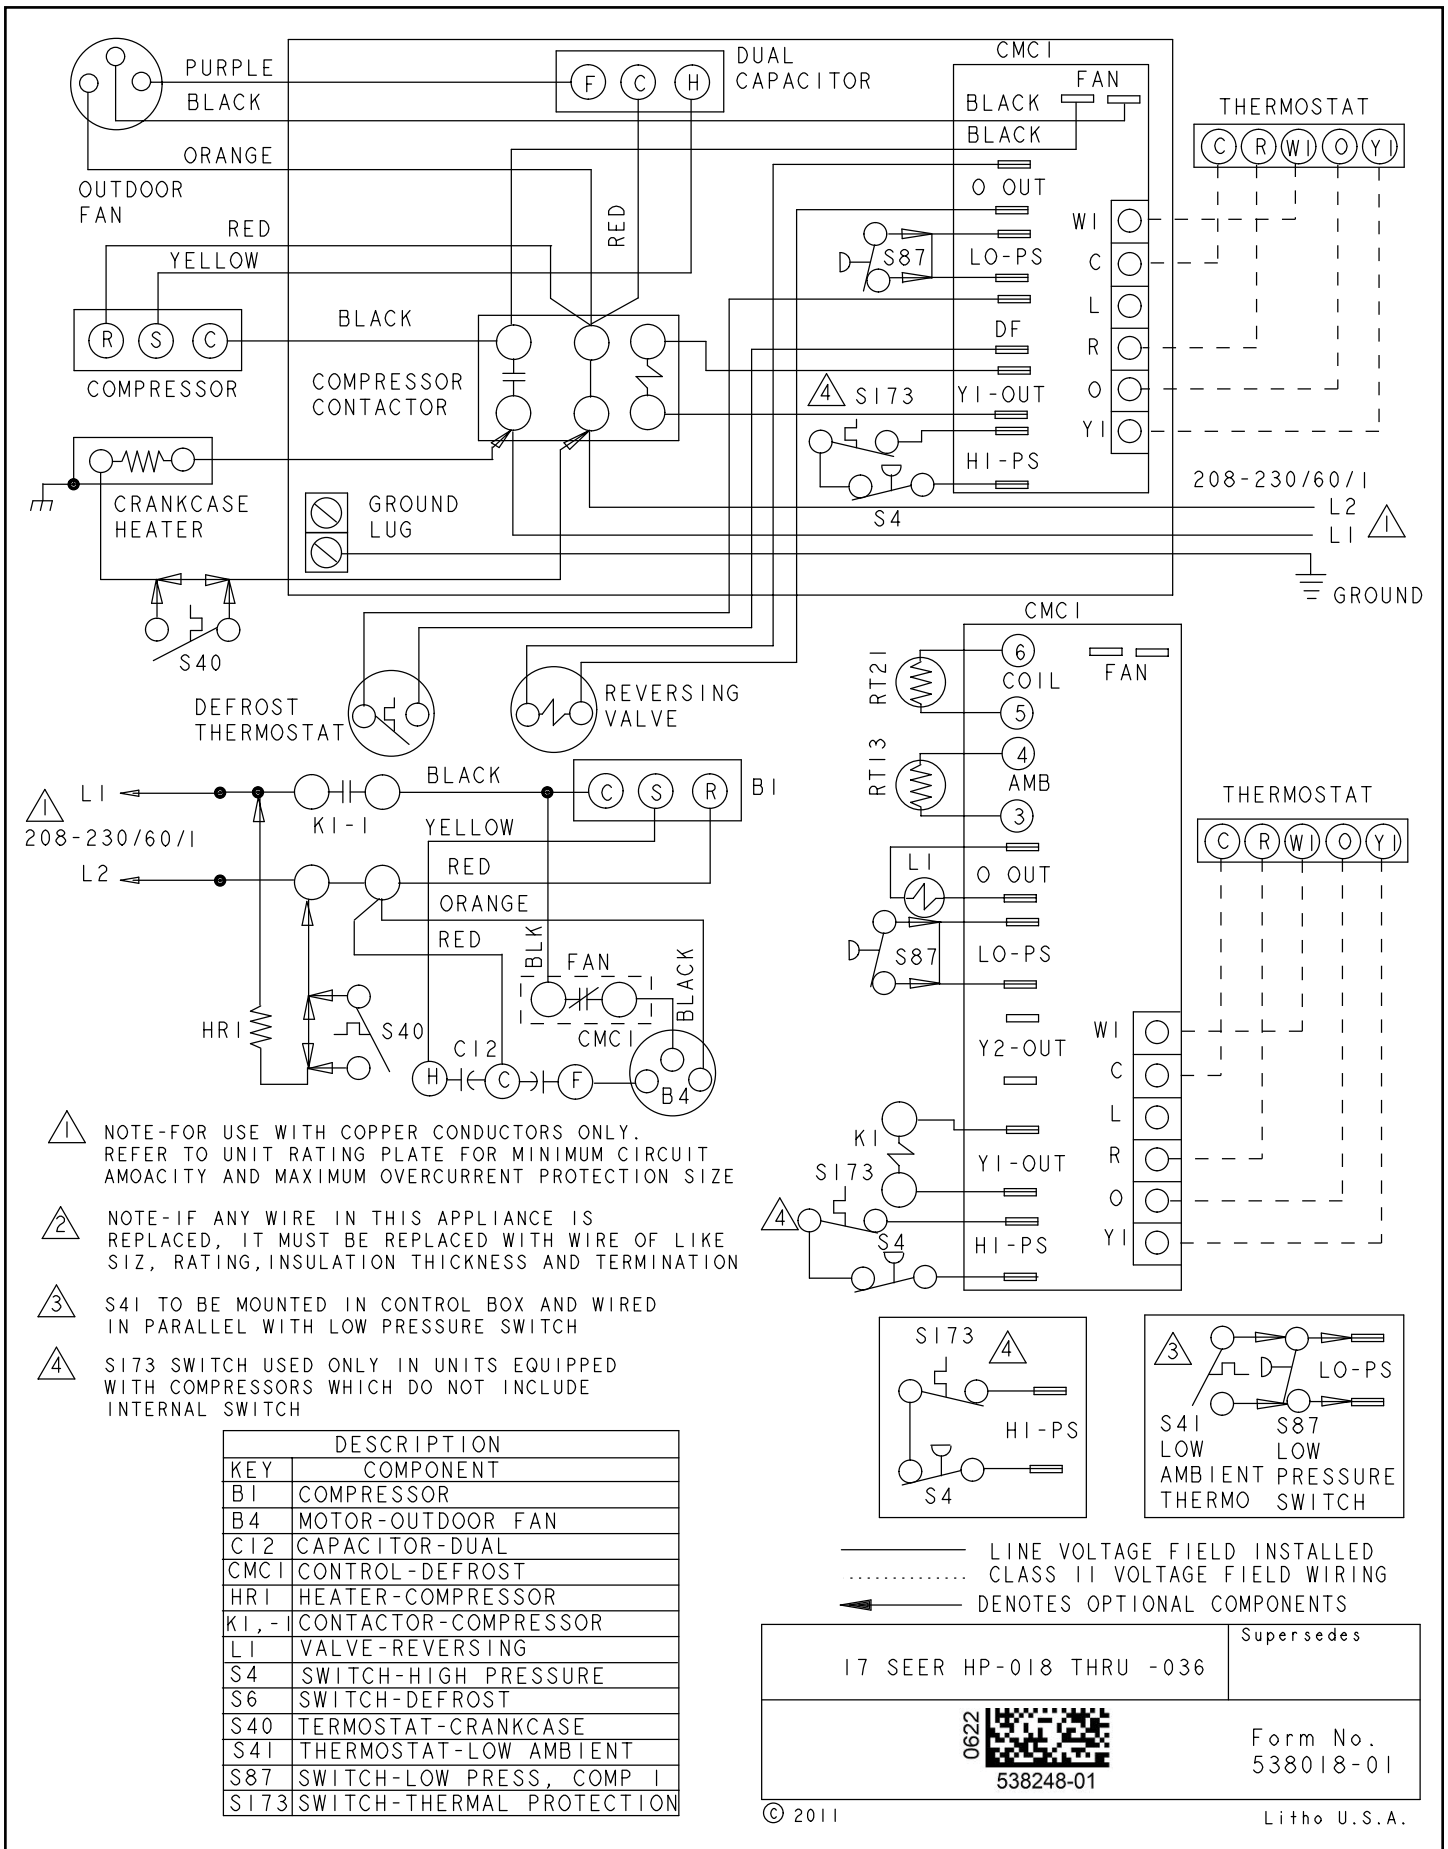 PURPLE
BLACK
ORANGE
OUTDOOR
FAN
F C H
DUAL
CAPACITOR
CMC1
FAN
BLACK
BLACK
O OUT
LO-PS
DF
Y1-OUT
HI-PS
W1
C
L
R
O
Y1
THERMOSTAT
C R W1 O Y1
RED
YELLOW
RED
S87
R S C
COMPRESSOR
BLACK
COMPRESSOR
CONTACTOR
4 S173
S4
CRANKCASE
HEATER
GROUND
LUG
208-230/60/1
L2
L1 1
GROUND
S40
DEFROST
THERMOSTAT
REVERSING
VALVE
CMC1
RT21
6
COIL
5
FAN
RT13
4
AMB
3
L1
O OUT
S87
LO-PS
Y2-OUT
K1
Y1-OUT
S173
4
S4
HI-PS
W1
C
L
R
O
Y1
THERMOSTAT
C R W1 O Y1
L1
1
208-230/60/1
L2
K1-1
BLACK
C S R B1
YELLOW
RED
ORANGE
RED
BLK
FAN
BLACK
CMC1
HR1
S40
C12
H C F
B4
1 NOTE-FOR USE WITH COPPER CONDUCTORS ONLY.
REFER TO UNIT RATING PLATE FOR MINIMUM CIRCUIT
AMOACITY AND MAXIMUM OVERCURRENT PROTECTION SIZE
2 NOTE-IF ANY WIRE IN THIS APPLIANCE IS
REPLACED, IT MUST BE REPLACED WITH WIRE OF LIKE
SIZ, RATING,INSULATION THICKNESS AND TERMINATION
3 S41 TO BE MOUNTED IN CONTROL BOX AND WIRED
IN PARALLEL WITH LOW PRESSURE SWITCH
4 S173 SWITCH USED ONLY IN UNITS EQUIPPED
WITH COMPRESSORS WHICH DO NOT INCLUDE
INTERNAL SWITCH
S173 4
HI-PS
S4
3
LO-PS
S41
LOW
AMBIENT
THERMO
S87
LOW
PRESSURE
SWITCH
DESCRIPTION
KEY COMPONENT
B1 COMPRESSOR
B4 MOTOR-OUTDOOR FAN
C12 CAPACITOR-DUAL
CMC1 CONTROL-DEFROST
HR1 HEATER-COMPRESSOR
K1,-1 CONTACTOR-COMPRESSOR
L1 VALVE-REVERSING
S4 SWITCH-HIGH PRESSURE
S6 SWITCH-DEFROST
S40 TERMOSTAT-CRANKCASE
S41 THERMOSTAT-LOW AMBIENT
S87 SWITCH-LOW PRESS, COMP 1
S173 SWITCH-THERMAL PROTECTION
LINE VOLTAGE FIELD INSTALLED
CLASS II VOLTAGE FIELD WIRING
DENOTES OPTIONAL COMPONENTS
17 SEER HP-018 THRU -036
Supersedes
0622
538248-01
Form No.
538018-01
© 2011
Litho U.S.A.